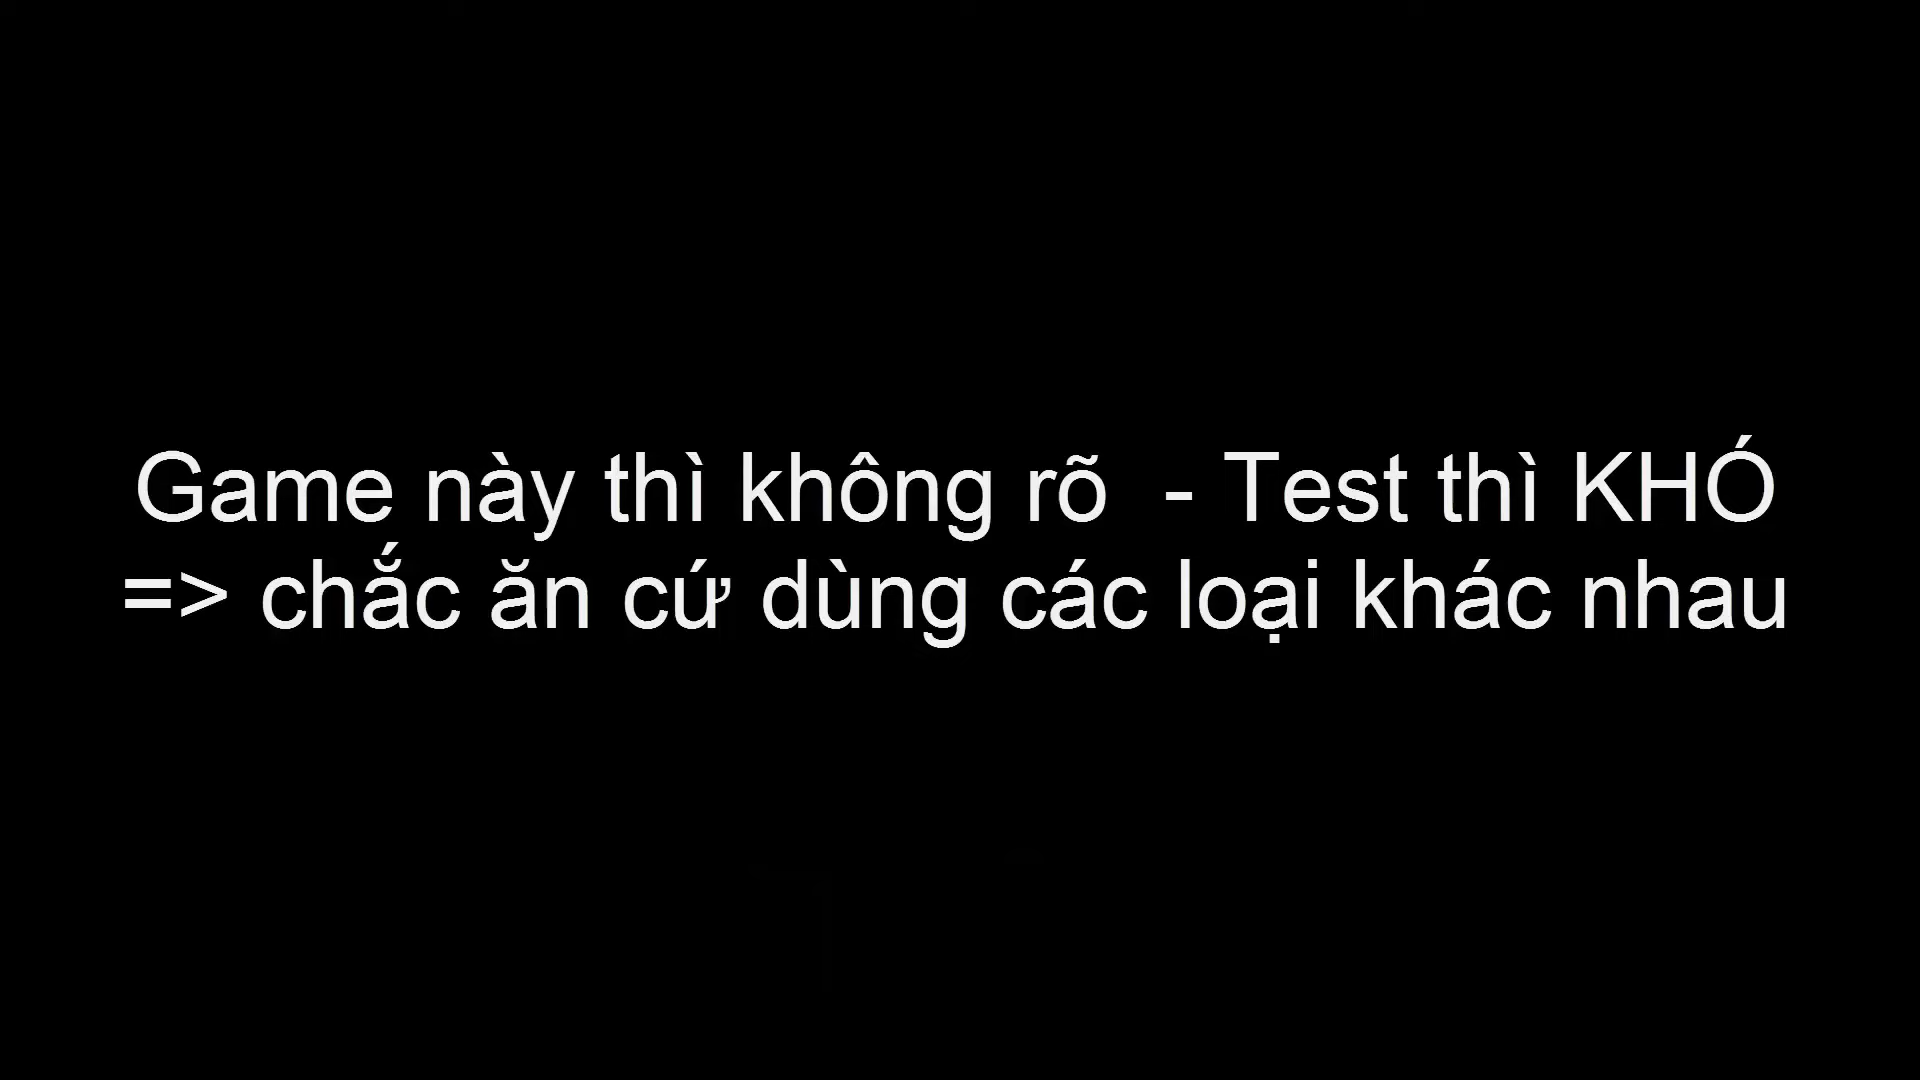 Game này thì không rõ  - Test thì KHÓ
=> chắc ăn cứ dùng các loại khác nhau